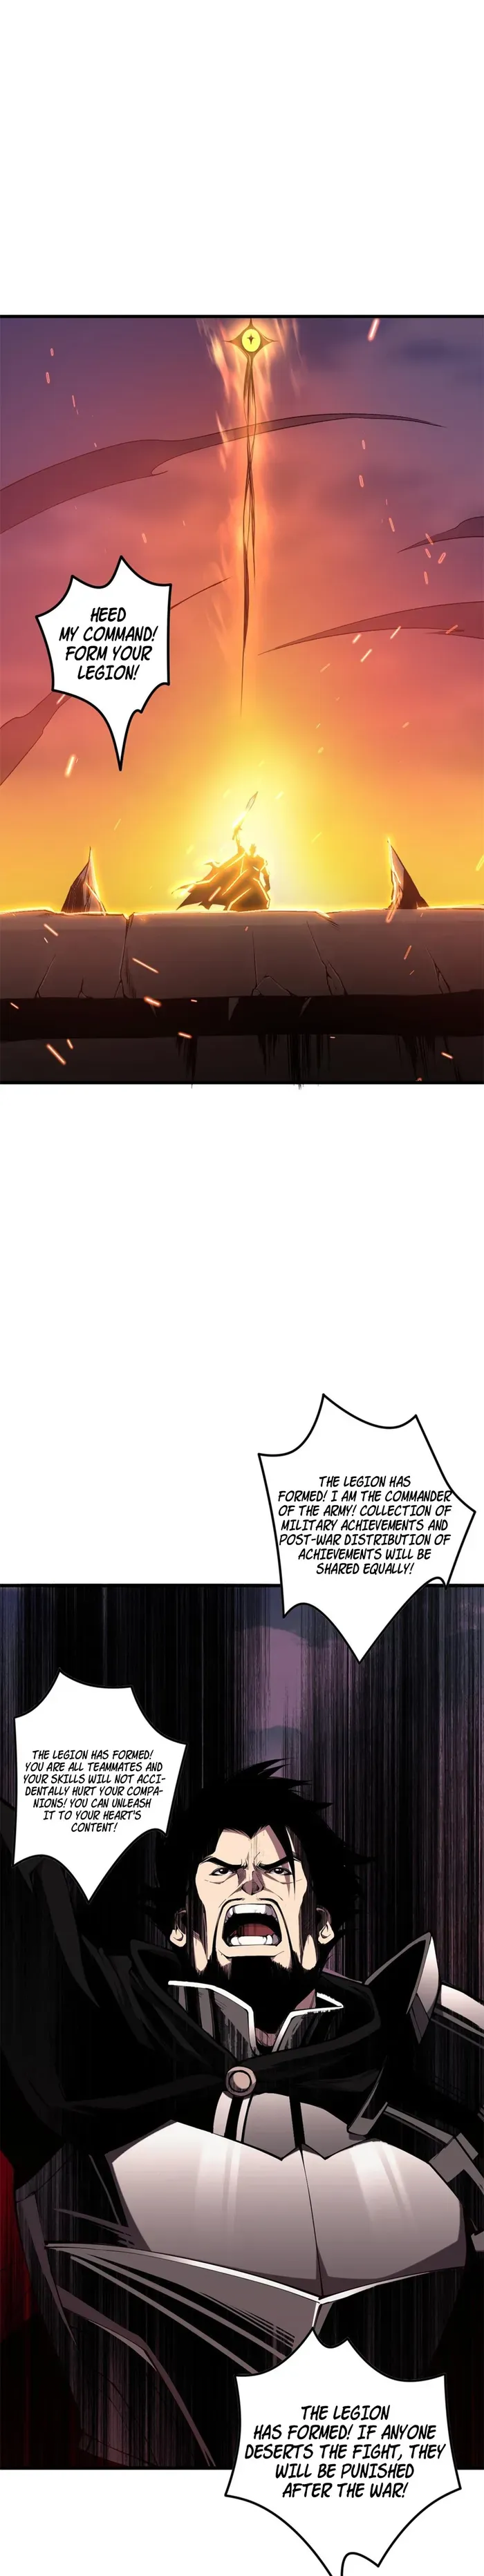 HEED
MY COMMAND!
FORM YOUR
LEGION!
THE LEGION HAS
FORMED! I AM THE COMMANDER
OF THE ARMY! COLLECTION OF
MILITARY ACHIEVEMENTS AND
POST-WAR DISTRIBUTION OF
ACHIEVEMENTS WILL BE
SHARED EQUALLY!
THE LEGION HAS FORMED!
YOU ARE ALL TEAMMATES AND
YOUR SKILLS WILL NOT ACCI-
DENTALLY HURT YOUR COMPA-
NIONS! YOU CAN UNLEASH
IT TO YOUR HEART'S
CONTENT!
THE LEGION
HAS FORMED! IF ANYONE
DESERTS THE FIGHT, THEY
WILL BE PUNISHED
AFTER THE WAR!